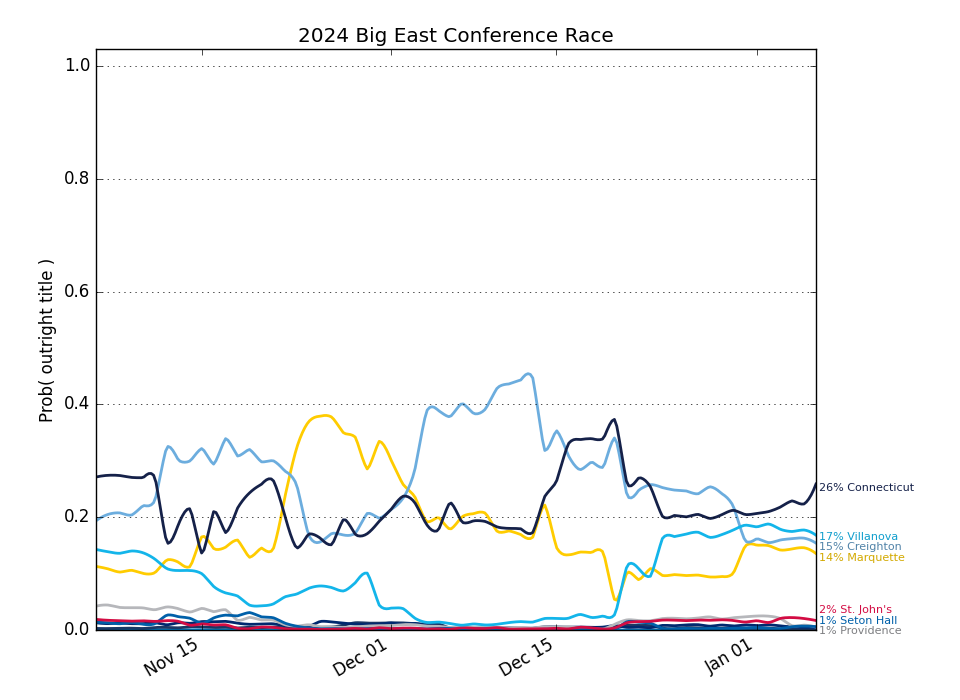 2024 Big East Conference Race
1.0
0.8
0.6
0.4
0.2
0.0
Prob( outright title )
26% Connecticut
17% Villanova
15% Creighton
14% Marquette
2% St. John's
1% Seton Hall
1% Providence
Nov 15
Dec 01
Dec 15
Jan 01